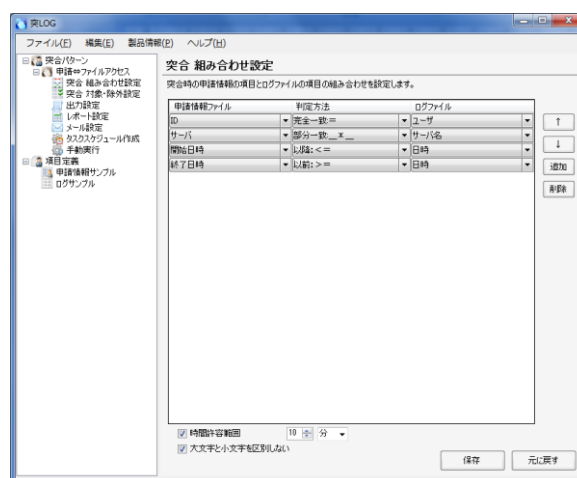 突LOG
ファイル(F) 編集(E) 製品情報(P) ヘルプ(H)
突合パターン
申請⇔ファイルアクセス
突合 組み合わせ設定
突合 対象・除外設定
出力設定
レポート設定
メール設定
タスクスケジュール作成
手動実行
項目定義
申請情報サンプル
ログサンプル
突合 組み合わせ設定
突合時の申請情報の項目とログファイルの項目の組み合わせを設定します。
申請情報ファイル 判定方法 ログファイル
ID 完全一致:= ユーザ
サーバ 部分一致:__*__ サーバ名
開始日時 以降:<= 日時
終了日時 以前:>= 日時
↑
↓
追加
削除
時間許容範囲 10 分
大文字と小文字を区別しない
保存 元に戻す